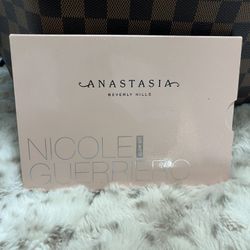 ANASTASIA
BEVERLY HILLS
NICOLE
GUERRIERO